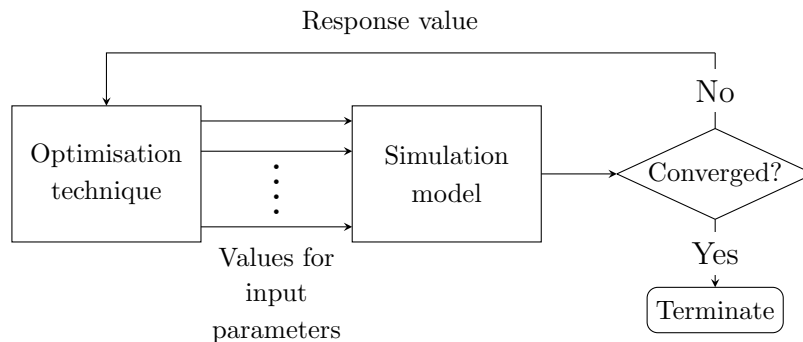 Response value
No
Optimisation
technique
Simulation
model
Converged?
Values for
input
parameters
Yes
Terminate